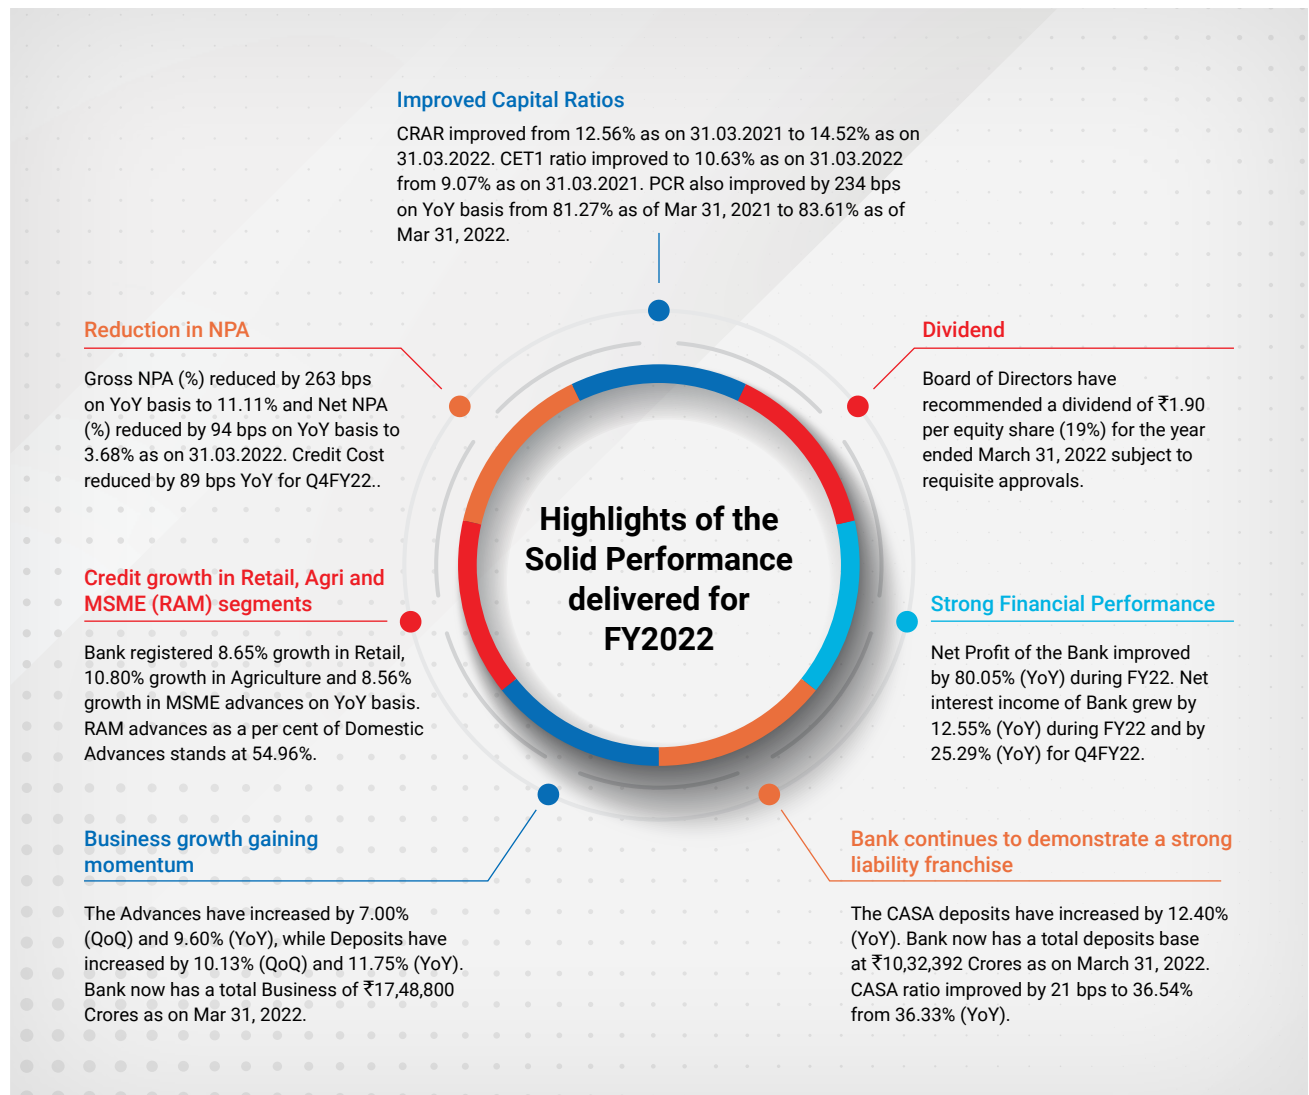 Improved Capital Ratios
CRAR improved from 12.56% as on 31.03.2021 to 14.52% as on
31.03.2022. CET1 ratio improved to 10.63% as on 31.03.2022
from 9.07% as on 31.03.2021. PCR also improved by 234 bps
on YoY basis from 81.27% as of Mar 31, 2021 to 83.61% as of
Mar 31, 2022.
Reduction in NPA
Gross NPA (%) reduced by 263 bps
on YoY basis to 11.11% and Net NPA
(%) reduced by 94 bps on YoY basis to
3.68% as on 31.03.2022. Credit Cost
reduced by 89 bps YoY for Q4FY22..
Dividend
Board of Directors have
recommended a dividend of ₹1.90
per equity share (19%) for the year
ended March 31, 2022 subject to
requisite approvals.
Highlights of the
Solid Performance
delivered for
FY2022
Credit growth in Retail, Agri and
MSME (RAM) segments
Bank registered 8.65% growth in Retail,
10.80% growth in Agriculture and 8.56%
growth in MSME advances on YoY basis.
RAM advances as a per cent of Domestic
Advances stands at 54.96%.
Strong Financial Performance
Net Profit of the Bank improved
by 80.05% (YoY) during FY22. Net
interest income of Bank grew by
12.55% (YoY) during FY22 and by
25.29% (YoY) for Q4FY22.
Business growth gaining
momentum
The Advances have increased by 7.00%
(QoQ) and 9.60% (YoY), while Deposits have
increased by 10.13% (QoQ) and 11.75% (YoY).
Bank now has a total Business of ₹17,48,800
Crores as on Mar 31, 2022.
Bank continues to demonstrate a strong
liability franchise
The CASA deposits have increased by 12.40%
(YoY). Bank now has a total deposits base
at ₹10,32,392 Crores as on March 31, 2022.
CASA ratio improved by 21 bps to 36.54%
from 36.33% (YoY).